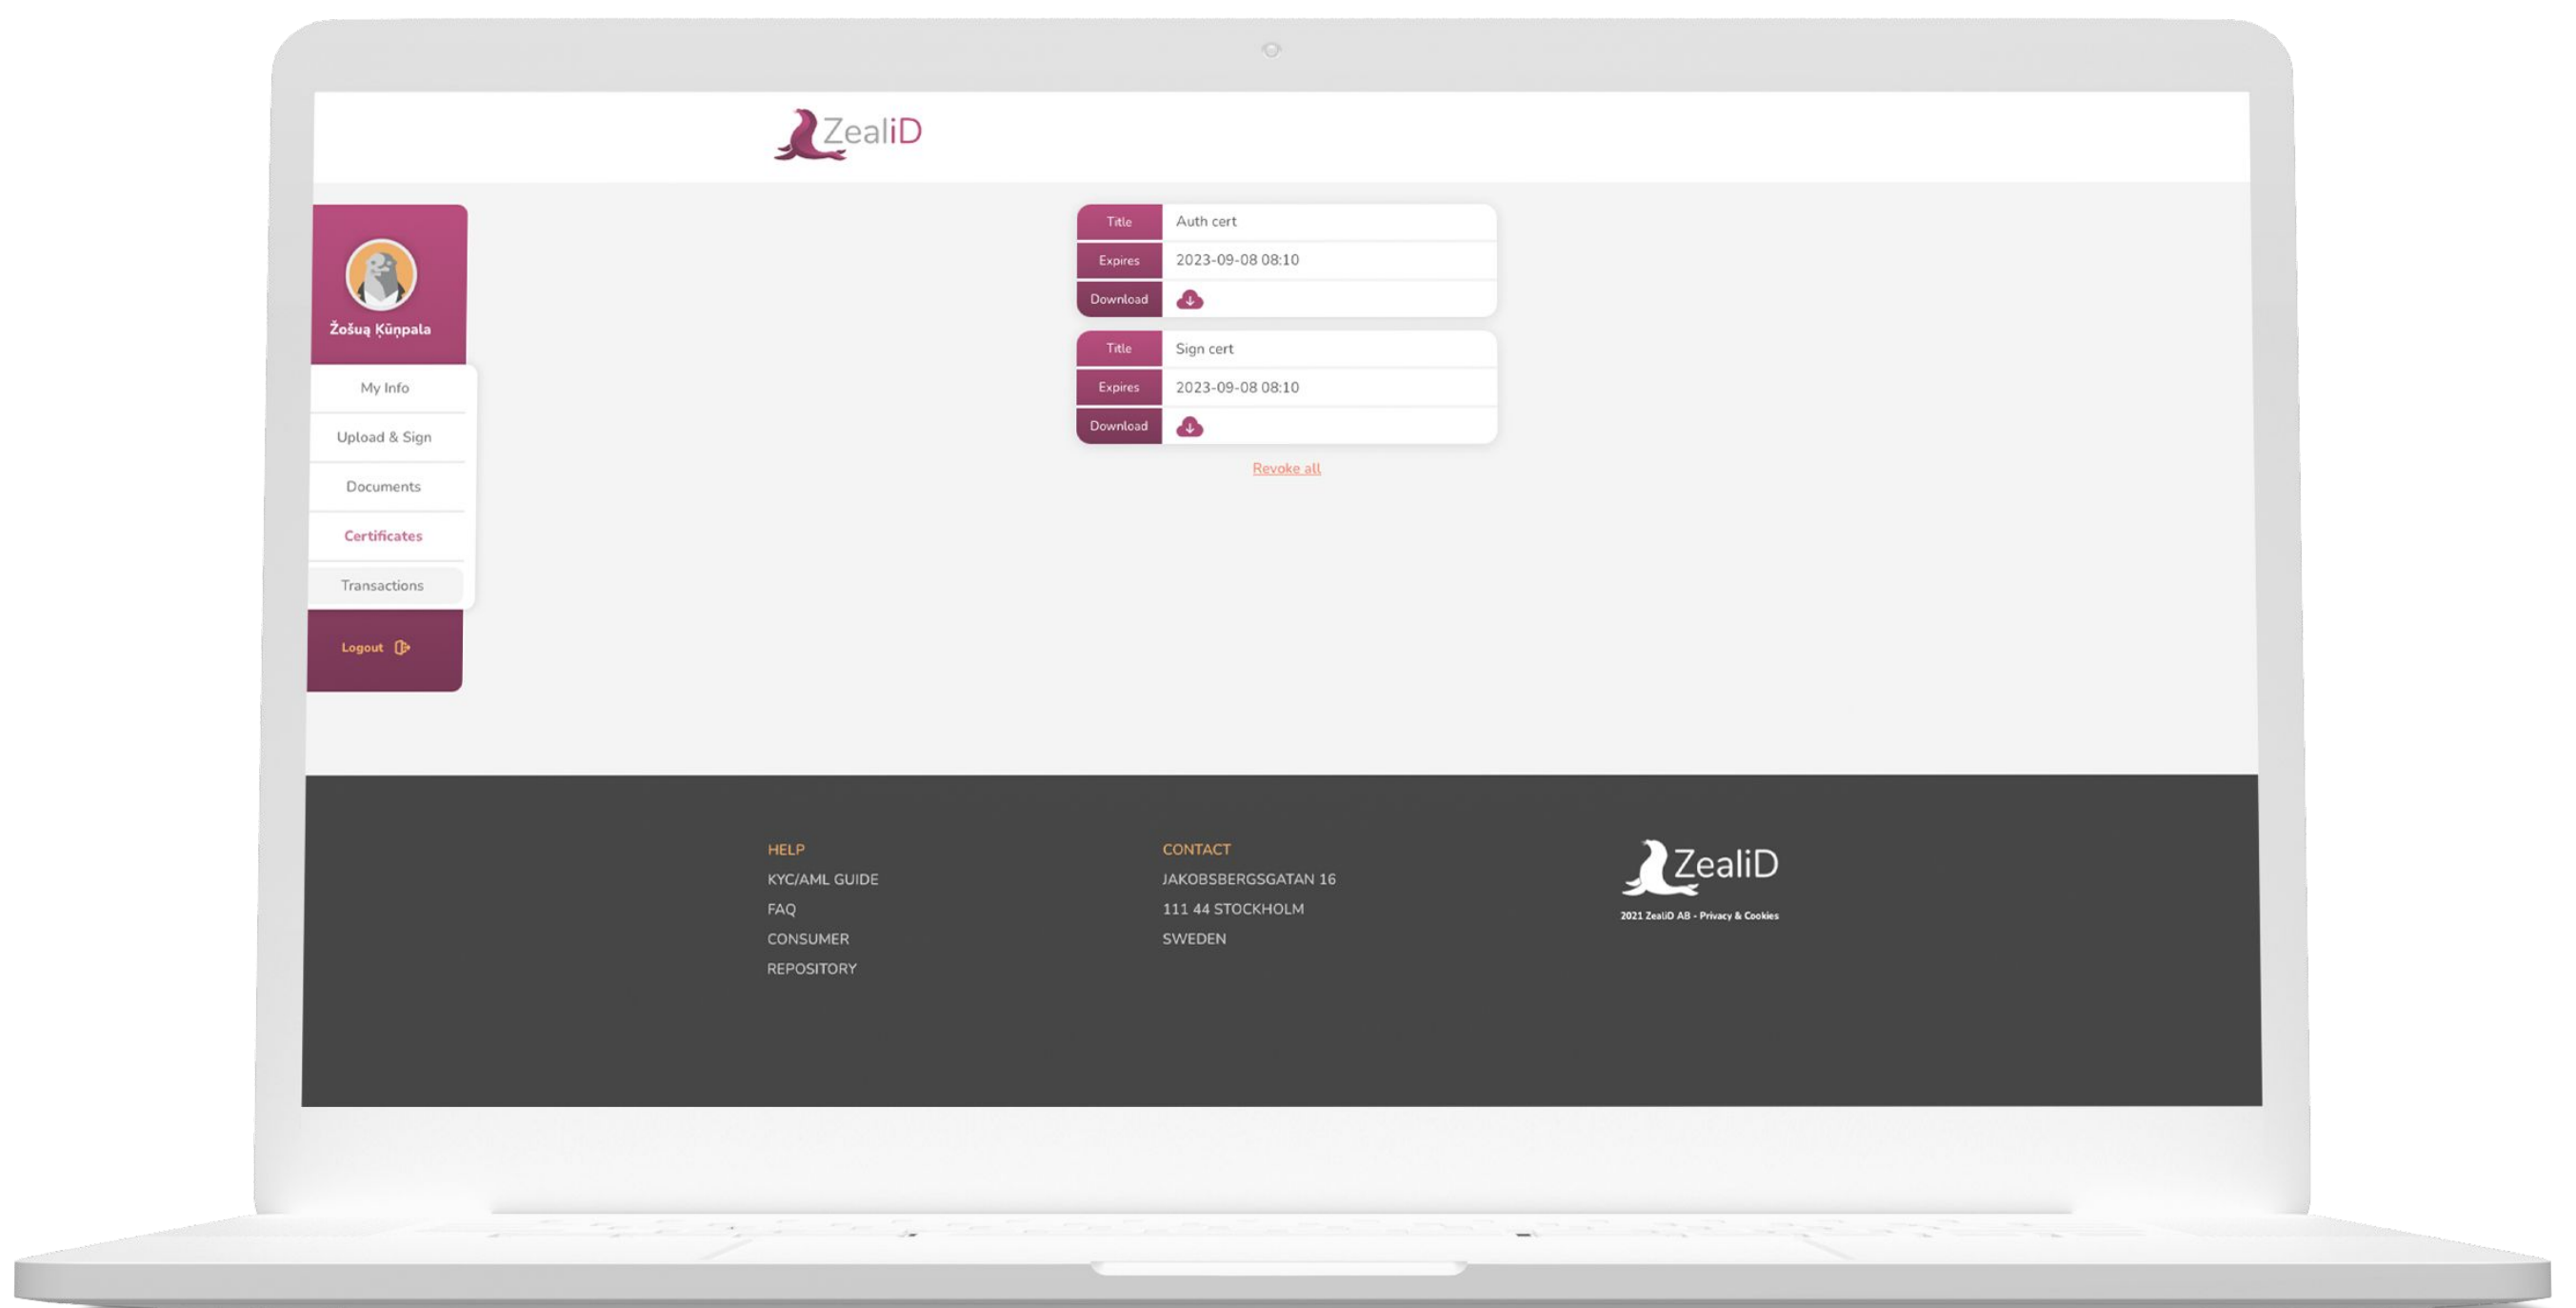 ZealiD
Žošuą Ķūņpala
My Info
Upload & Sign
Documents
Certificates
Transactions
Logout
Title Auth cert
Expires 2023-09-08 08:10
Download
Title Sign cert
Expires 2023-09-08 08:10
Download
Revoke all
HELP
KYC/AML GUIDE
FAQ
CONSUMER
REPOSITORY
CONTACT
JAKOBSBERGSGATAN 16
111 44 STOCKHOLM
SWEDEN
ZealiD
2021 ZealiD AB - Privacy & Cookies